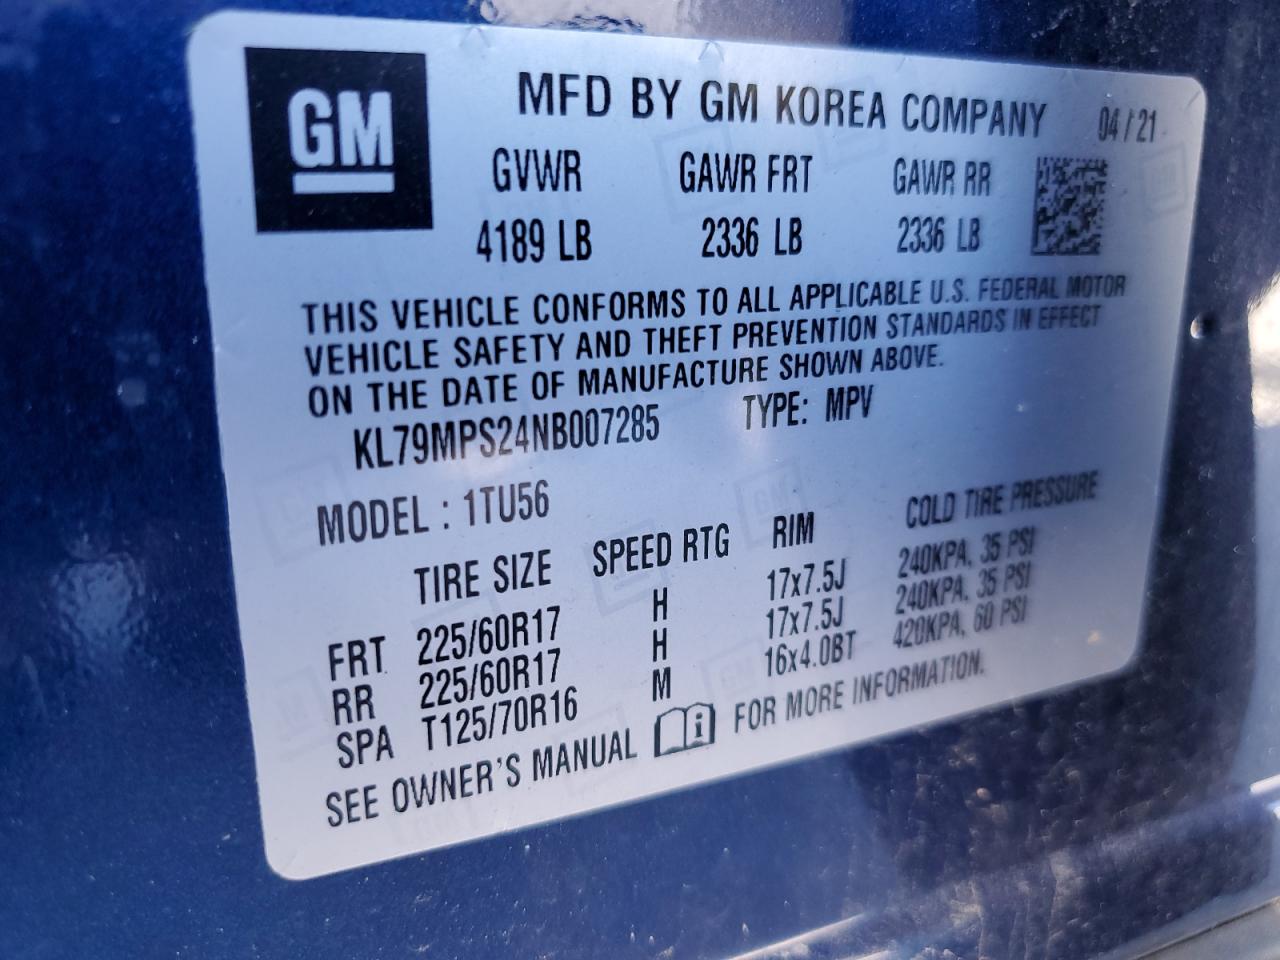 GM
MFD BY GM KOREA COMPANY 04/21
GVWR GAWR FRT GAWR RR
4189 LB 2336 LB 2336 LB
THIS VEHICLE CONFORMS TO ALL APPLICABLE U.S. FEDERAL MOTOR
VEHICLE SAFETY AND THEFT PREVENTION STANDARDS IN EFFECT
ON THE DATE OF MANUFACTURE SHOWN ABOVE.
KL79MPS24NB007285 TYPE: MPV
MODEL : 1TU56
TIRE SIZE SPEED RTG RIM COLD TIRE PRESSURE
FRT 225/60R17 H 17x7.5J 240KPA, 35 PSI
RR 225/60R17 H 17x7.5J 240KPA, 35 PSI
SPA T125/70R16 M 16x4.0BT 420KPA, 60 PSI
SEE OWNER'S MANUAL i FOR MORE INFORMATION.